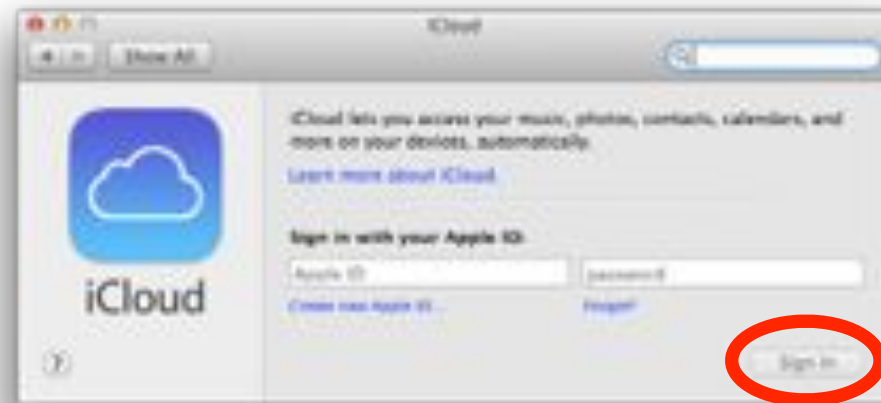 iCloud
Show All
iCloud lets you access your music, photos, contacts, calendars, and
more on your devices, automatically.
Learn more about iCloud
Sign in with your Apple ID:
Apple ID
password
iCloud
Create new Apple ID...
Forgot?
?
Sign In